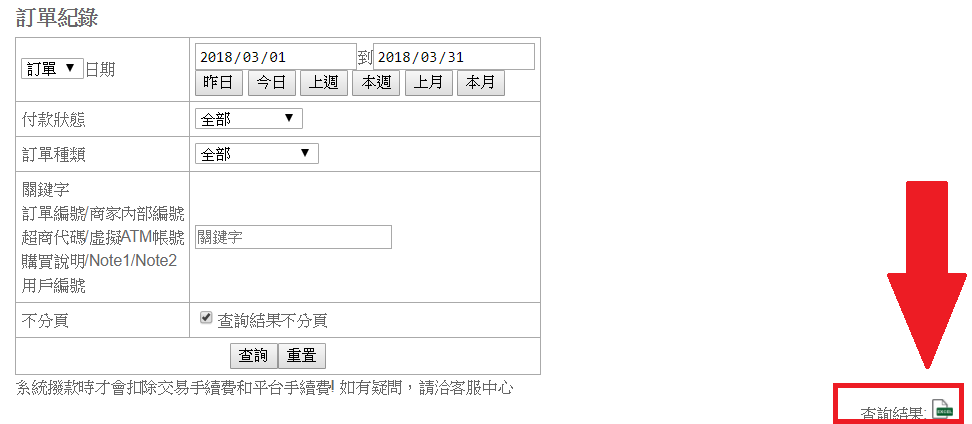 訂單紀錄
訂單 ▼ 日期
2018/03/01 到 2018/03/31
昨日 今日 上週 本週 上月 本月
付款狀態
全部 ▼
訂單種類
全部 ▼
關鍵字
訂單編號/商家內部編號
超商代碼/虛擬ATM帳號
購買說明/Note1/Note2
用戶編號
關鍵字
不分頁
查詢結果不分頁
查詢 重置
系統撥款時才會扣除交易手續費和平台手續費! 如有疑問，請洽客服中心
查詢結果: EXCEL